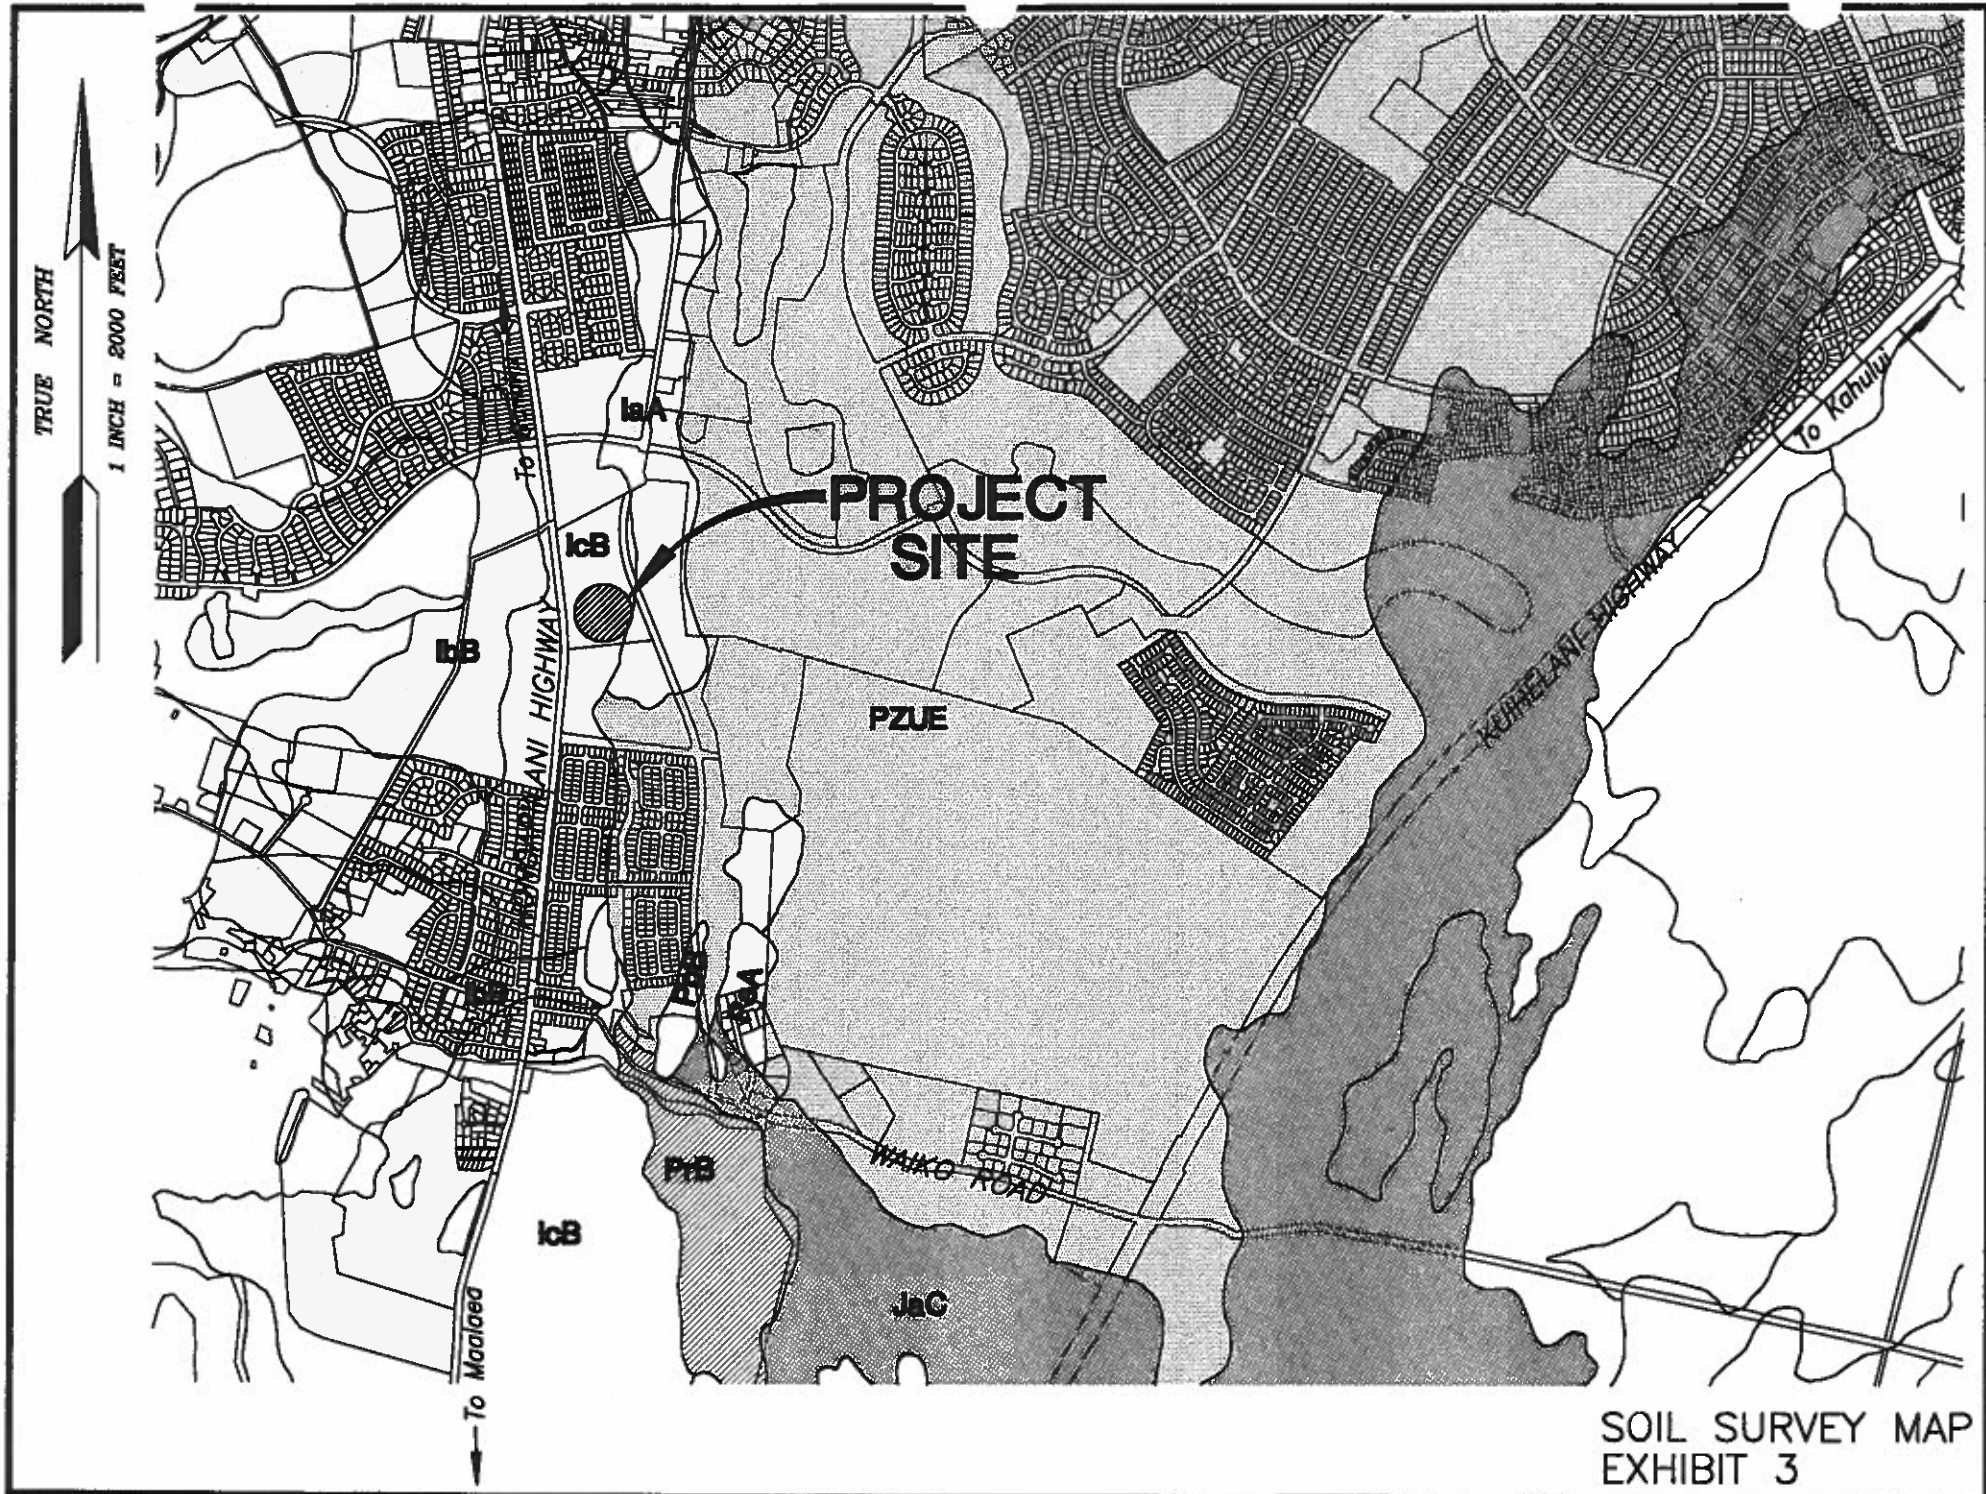 TRUE NORTH
1 INCH = 2000 FEET
To
IaA
PROJECT
SITE
IcB
IbB
PZUE
To Kahului
KUIHELANI HIGHWAY
HIGHWAY
PrB
WAIKO ROAD
IcB
JaC
To Maalaea
SOIL SURVEY MAP
EXHIBIT 3